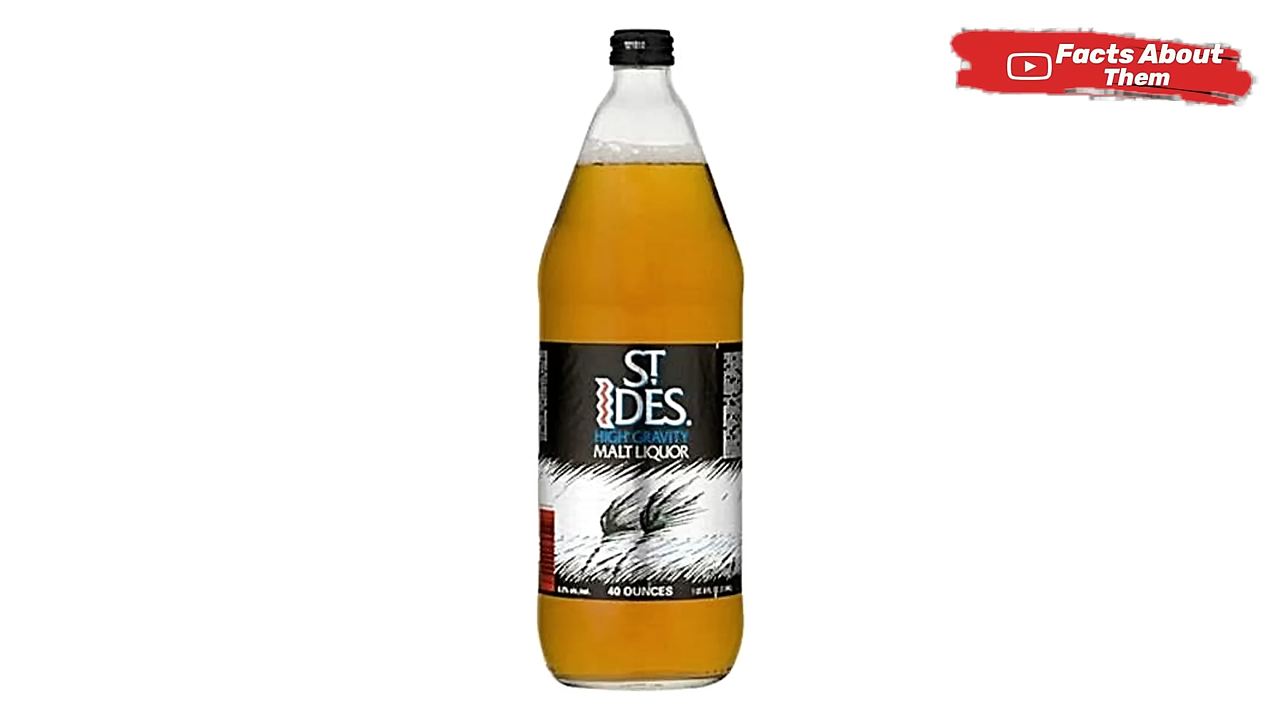 Facts About
Them
ST.
IDES.
HIGH GRAVITY
MALT LIQUOR
40 OUNCES